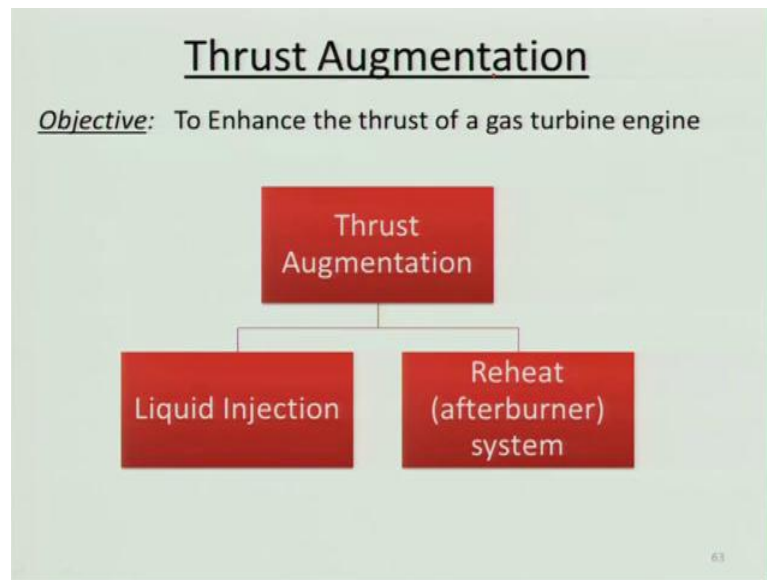 Thrust Augmentation
Objective: To Enhance the thrust of a gas turbine engine
Thrust
Augmentation
Liquid Injection
Reheat
(afterburner)
system
63